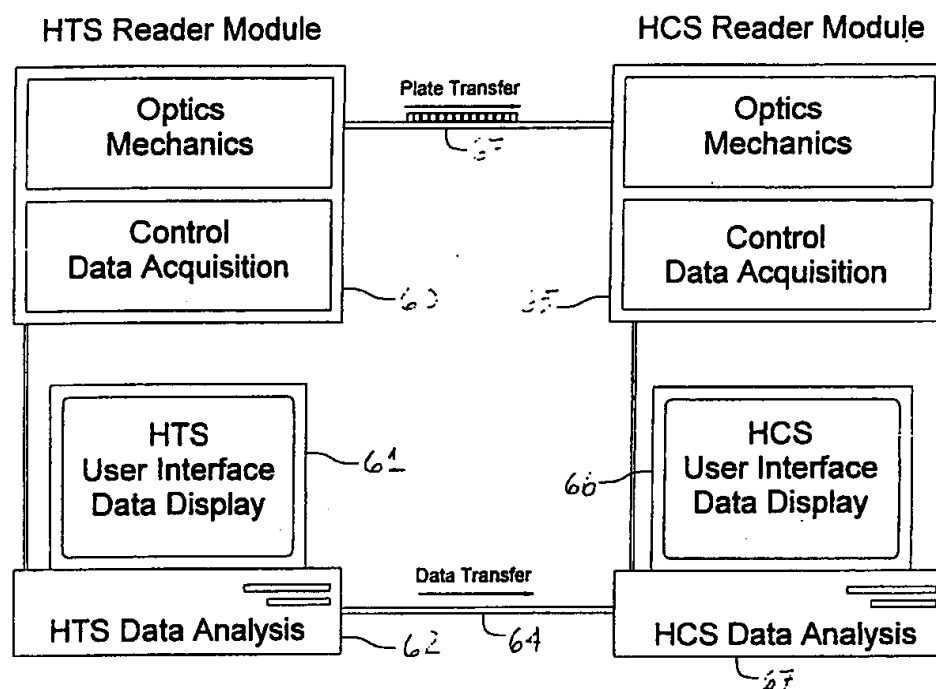 HTS Reader Module
HCS Reader Module
Optics
Mechanics
Control
Data Acquisition
Plate Transfer
Optics
Mechanics
Control
Data Acquisition
HTS
User Interface
Data Display
61
HCS
User Interface
Data Display
66
HTS Data Analysis
62
Data Transfer
64
HCS Data Analysis